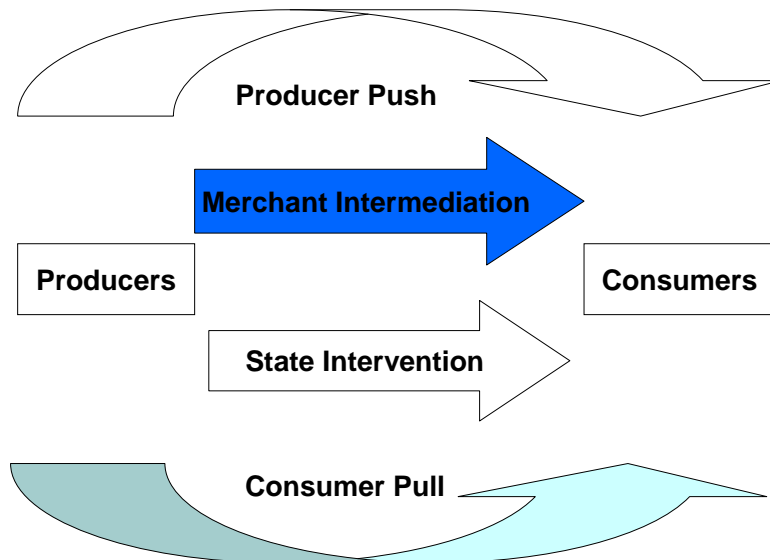 Producer Push
Merchant Intermediation
Producers
Consumers
State Intervention
Consumer Pull